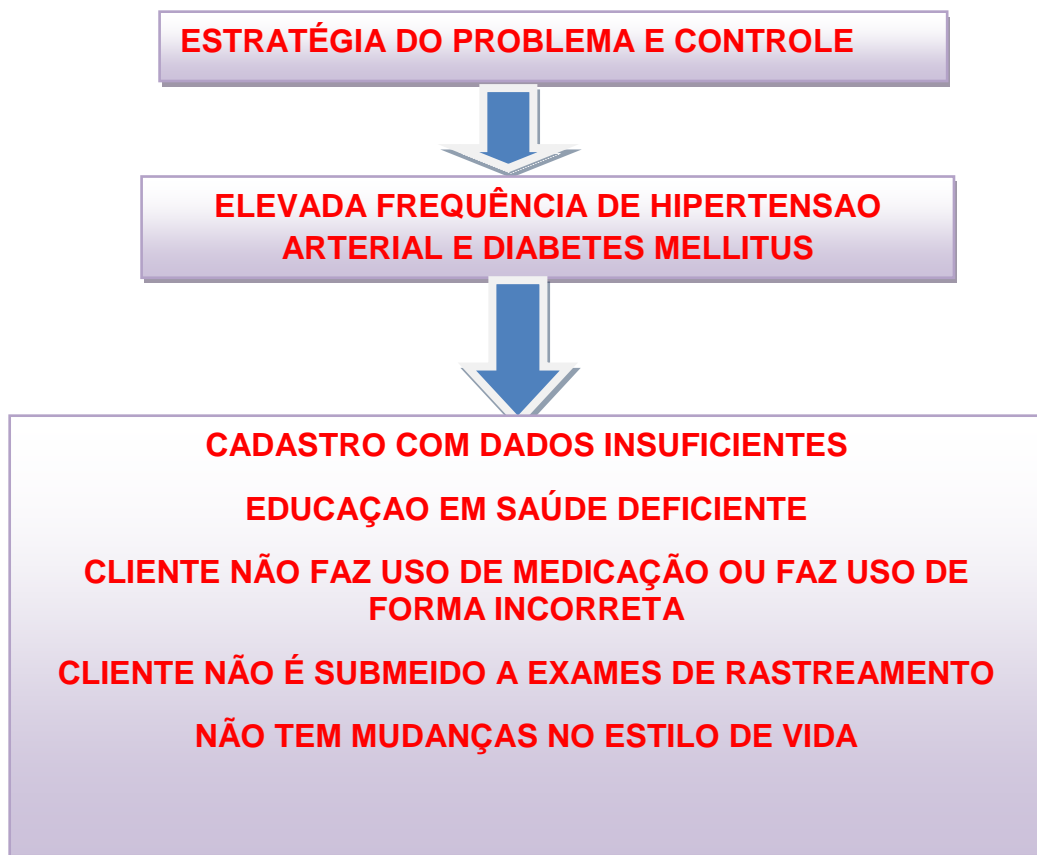 ESTRATÉGIA DO PROBLEMA E CONTROLE
ELEVADA FREQUÊNCIA DE HIPERTENSAO
ARTERIAL E DIABETES MELLITUS
CADASTRO COM DADOS INSUFICIENTES
EDUCAÇAO EM SAÚDE DEFICIENTE
CLIENTE NÃO FAZ USO DE MEDICAÇÃO OU FAZ USO DE
FORMA INCORRETA
CLIENTE NÃO É SUBMEIDO A EXAMES DE RASTREAMENTO
NÃO TEM MUDANÇAS NO ESTILO DE VIDA